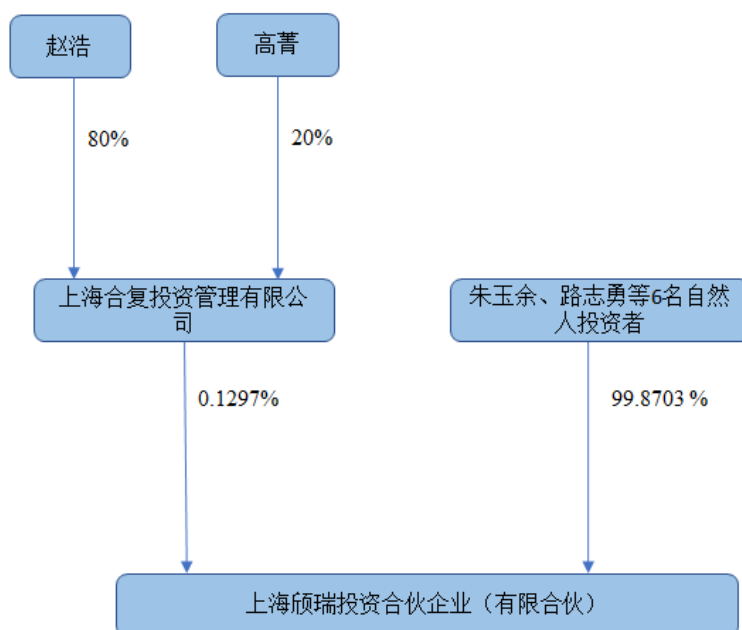 赵浩
高菁
80%
20%
上海合复投资管理有限公
司
朱玉余、路志勇等6名自然
人投资者
0.1297%
99.8703 %
上海颀瑞投资合伙企业（有限合伙）